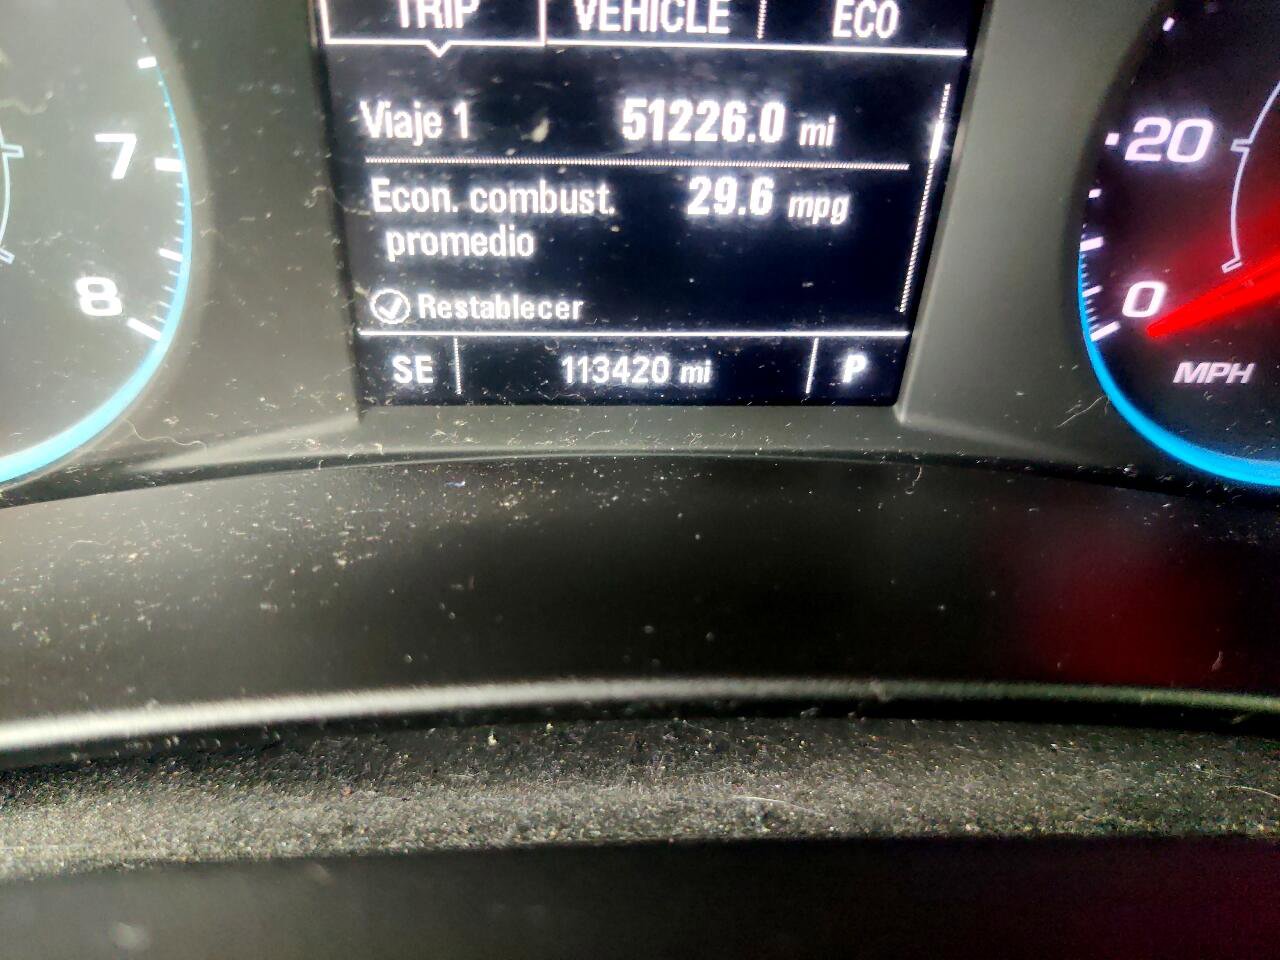 TRIP VEHICLE ECO
Viaje 1 51226.0 mi
Econ. combust. 29.6 mpg
promedio
Restablecer
SE 113420 mi P
7
8
20
0
MPH